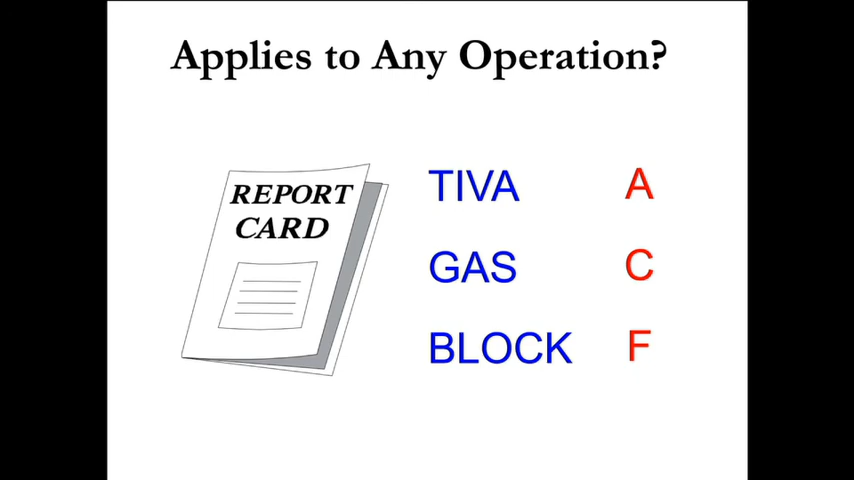 Applies to Any Operation?
REPORT
CARD
TIVA A
GAS C
BLOCK F